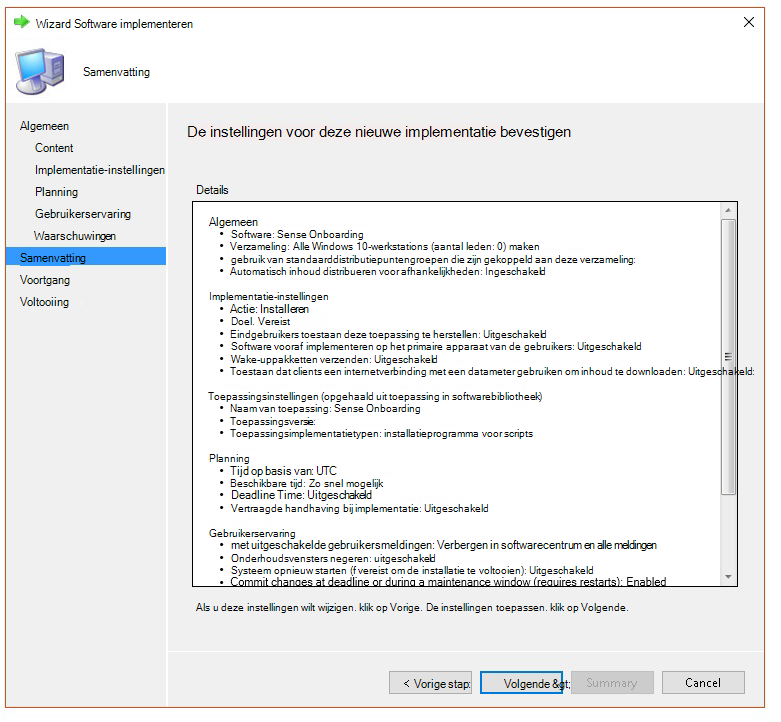 Wizard Software implementeren
Samenvatting
Algemeen
Content
Implementatie-instellingen
Planning
Gebruikerservaring
Waarschuwingen
Samenvatting
Voortgang
Voltooiing
De instellingen voor deze nieuwe implementatie bevestigen
Details
Algemeen
• Software: Sense Onboarding
• Verzameling: Alle Windows 10-werkstations (aantal leden: 0) maken
• gebruik van standaarddistributiepuntengroepen die zijn gekoppeld aan deze verzameling:
• Automatisch inhoud distribueren voor afhankelijkheden: Ingeschakeld
Implementatie-instellingen
• Actie: Installeren
• Doel. Vereist
• Eindgebruikers toestaan deze toepassing te herstellen: Uitgeschakeld
• Software vooraf implementeren op het primaire apparaat van de gebruikers: Uitgeschakeld
• Wake-uppakketten verzenden: Uitgeschakeld
• Toestaan dat clients een internetverbinding met een datameter gebruiken om inhoud te downloaden: Uitgeschakeld:
Toepassingsinstellingen (opgehaald uit toepassing in softwarebibliotheek)
• Naam van toepassing: Sense Onboarding
• Toepassingsversie:
• Toepassingsimplementatietypen: installatieprogramma voor scripts
Planning
• Tijd op basis van: UTC
• Beschikbare tijd: Zo snel mogelijk
• Deadline Time: Uitgeschakeld
• Vertraagde handhaving bij implementatie: Uitgeschakeld
Gebruikerservaring
• met uitgeschakelde gebruikersmeldingen: Verbergen in softwarecentrum en alle meldingen
• Onderhoudsvensters negeren: uitgeschakeld
• Systeem opnieuw starten (f vereist om de installatie te voltooien): Uitgeschakeld
• Commit changes at deadline or during a maintenance window (requires restarts): Enabled
Als u deze instellingen wilt wijzigen. klik op Vorige. De instellingen toepassen. klik op Volgende.
< Vorige stap:
Volgende &gt;
Summary
Cancel